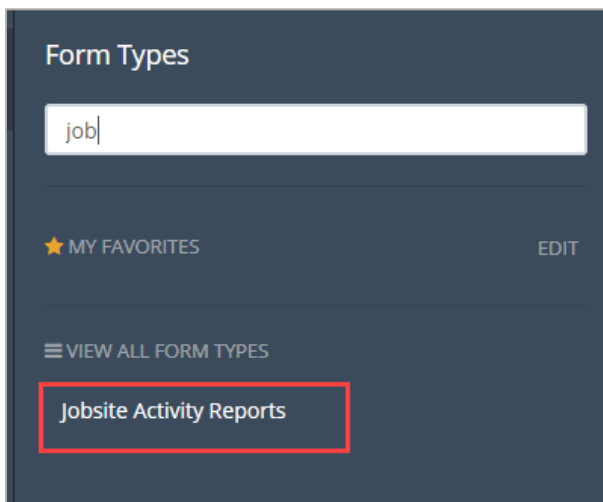 Form Types
job
MY FAVORITES EDIT
VIEW ALL FORM TYPES
Jobsite Activity Reports